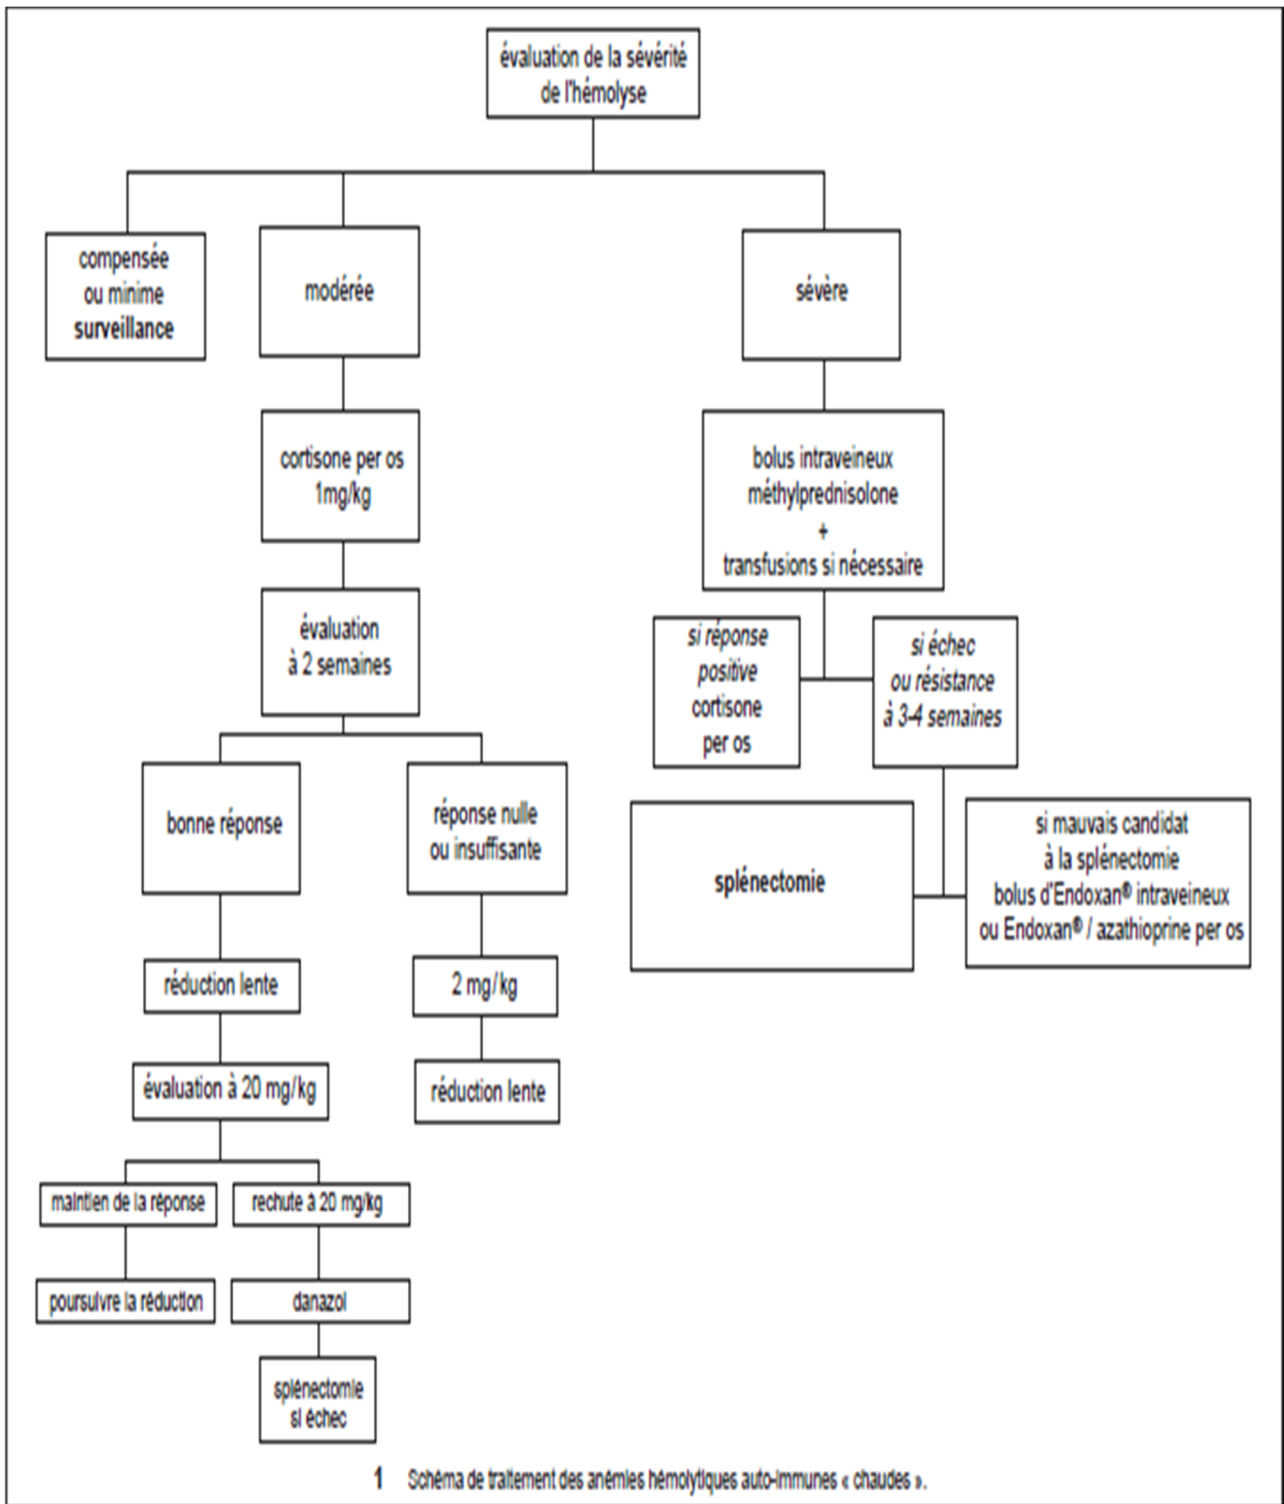 évaluation de la sévérité
de l'hémolyse
compensée
ou minime
surveillance
modérée
sévère
cortisone per os
1mg/kg
bolus intraveineux
méthylprednisolone
+
transfusions si nécessaire
évaluation
à 2 semaines
si réponse
positive
cortisone
per os
si échec
ou résistance
à 3-4 semaines
bonne réponse
réponse nulle
ou insuffisante
splénectomie
si mauvais candidat
à la splénectomie
bolus d'Endoxan® intraveineux
ou Endoxan® / azathioprine per os
réduction lente
2 mg/kg
évaluation à 20 mg/kg
réduction lente
maintien de la réponse
rechute à 20 mg/kg
poursuivre la réduction
danazol
splénectomie
si échec
1 Schéma de traitement des anémies hémolytiques auto-immunes « chaudes ».